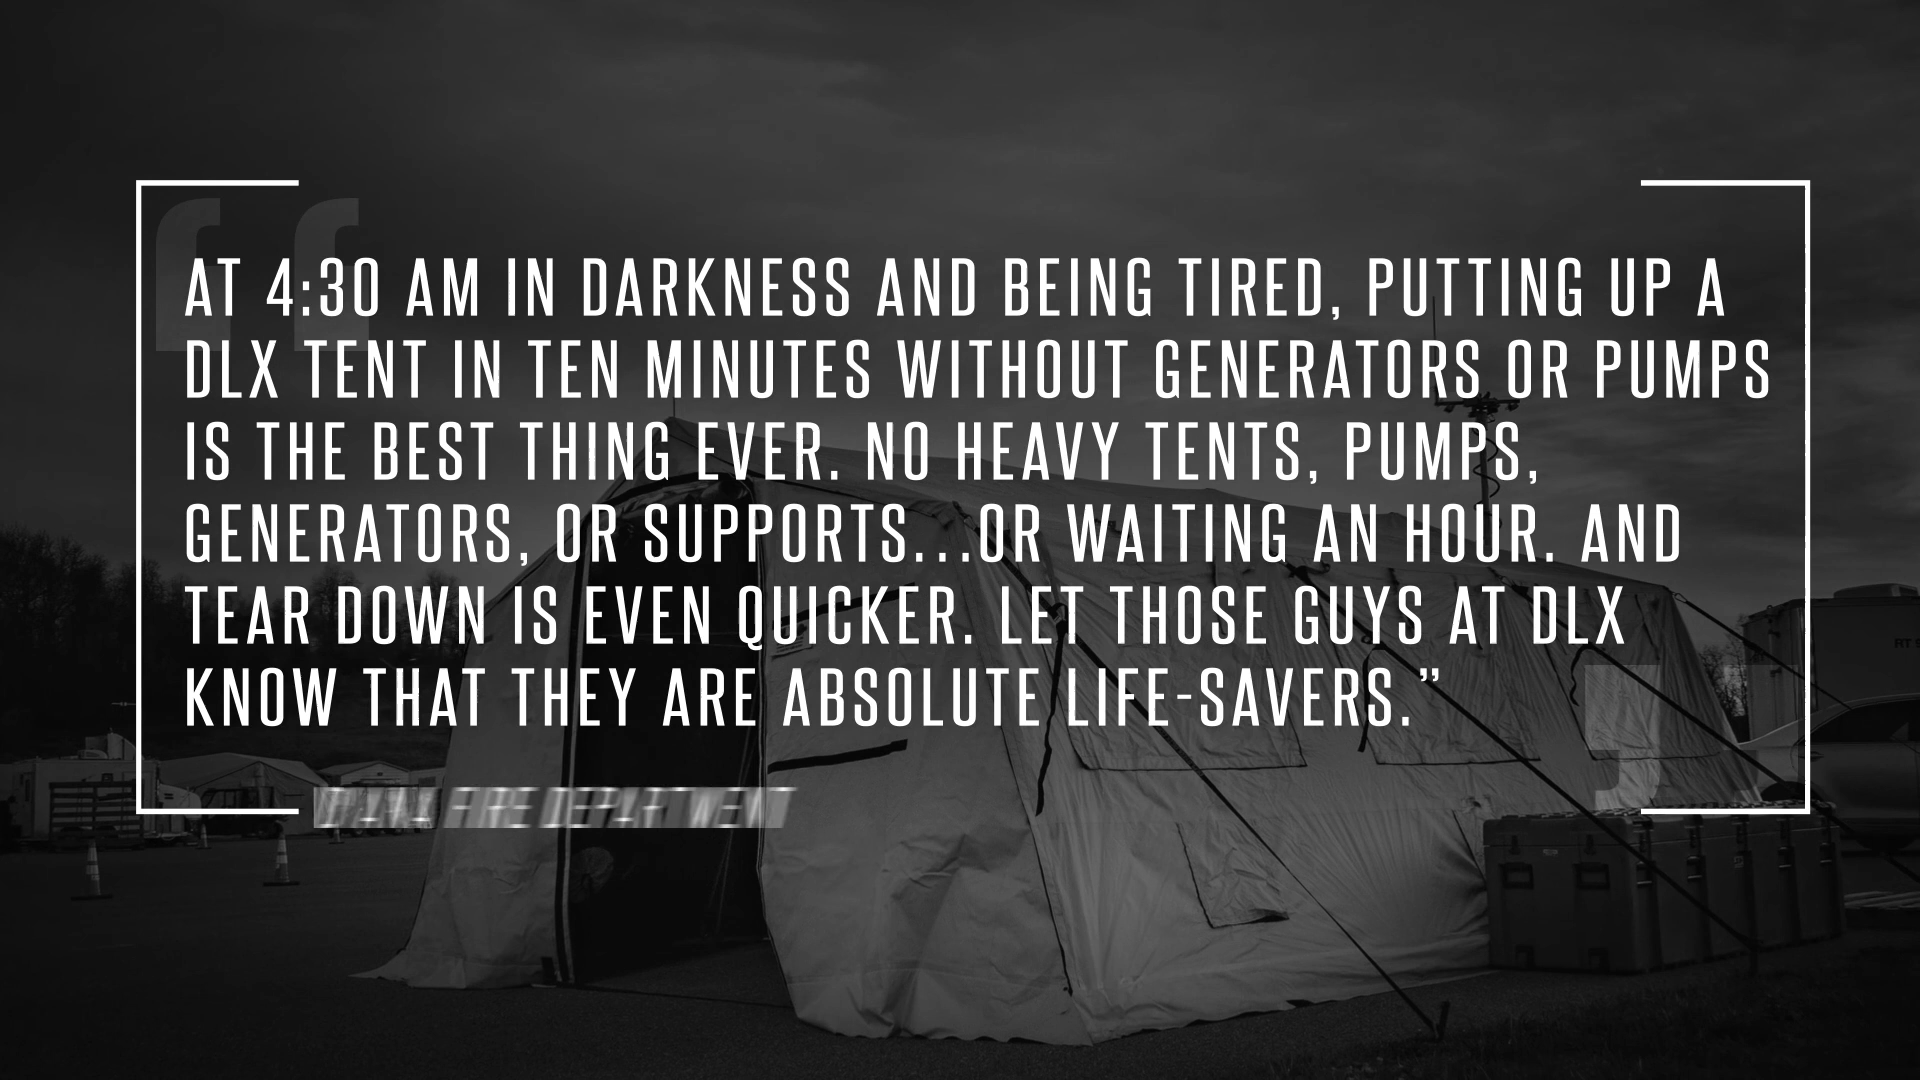 AT 4:30 AM IN DARKNESS AND BEING TIRED, PUTTING UP A
DLX TENT IN TEN MINUTES WITHOUT GENERATORS OR PUMPS
IS THE BEST THING EVER. NO HEAVY TENTS, PUMPS,
GENERATORS, OR SUPPORTS...OR WAITING AN HOUR. AND
TEAR DOWN IS EVEN QUICKER. LET THOSE GUYS AT DLX
KNOW THAT THEY ARE ABSOLUTE LIFE-SAVERS.”
FIRE DEPARTMENT